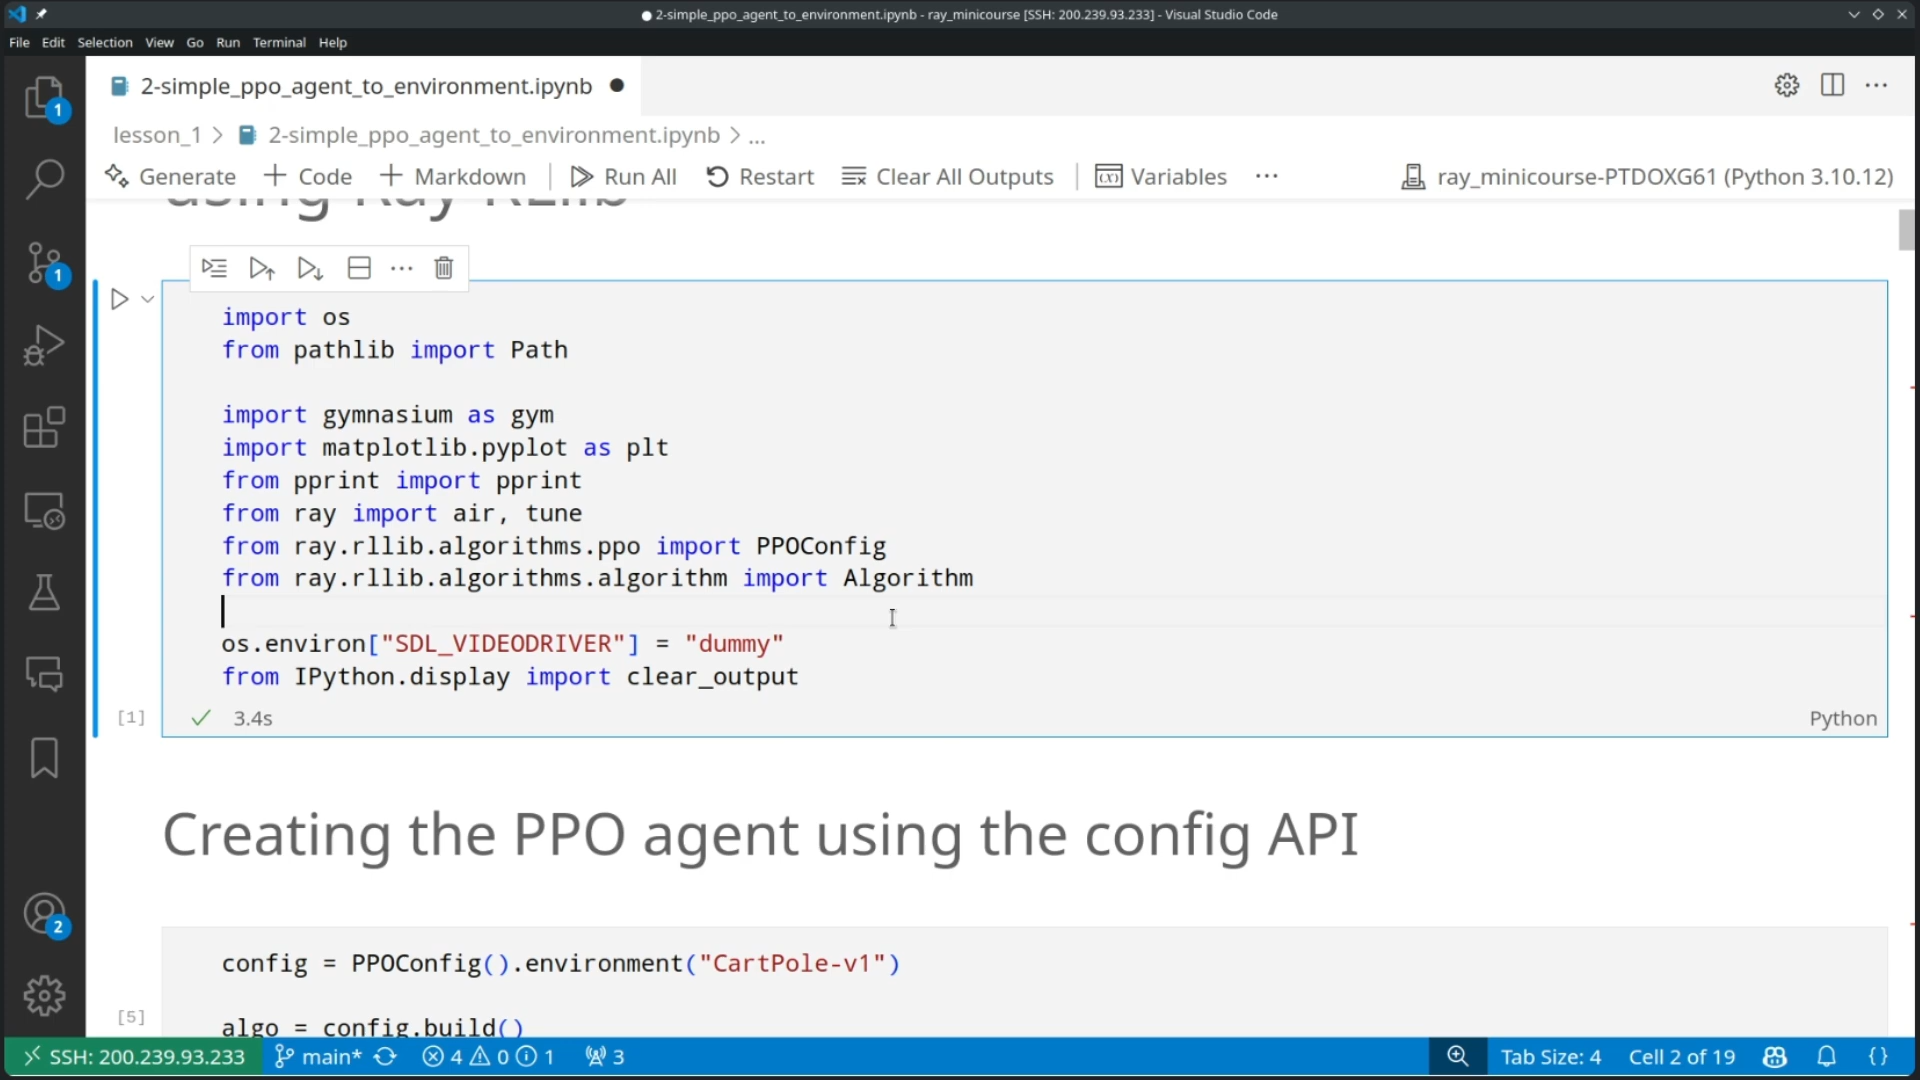 2-simple_ppo_agent_to_environment.ipynb - ray_minicourse [SSH: 200.239.93.233] - Visual Studio Code
File Edit Selection View Go Run Terminal Help
2-simple_ppo_agent_to_environment.ipynb
lesson_1 > 2-simple_ppo_agent_to_environment.ipynb > ...
Generate + Code + Markdown Run All Restart Clear All Outputs Variables ... ray_minicourse-PTDOXG61 (Python 3.10.12)
using Ray RLlib
import os
from pathlib import Path
import gymnasium as gym
import matplotlib.pyplot as plt
from pprint import pprint
from ray import air, tune
from ray.rllib.algorithms.ppo import PPOConfig
from ray.rllib.algorithms.algorithm import Algorithm
os.environ["SDL_VIDEODRIVER"] = "dummy"
from IPython.display import clear_output
[1] 3.4s Python
Creating the PPO agent using the config API
config = PPOConfig().environment("CartPole-v1")
[5]
algo = config.build()
1
1
2
SSH: 200.239.93.233 main* 4 0 1 3 Tab Size: 4 Cell 2 of 19 {}